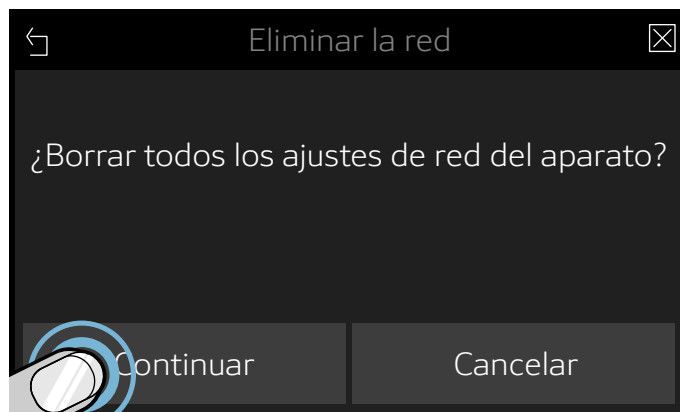 Eliminar la red
¿Borrar todos los ajustes de red del aparato?
Continuar
Cancelar